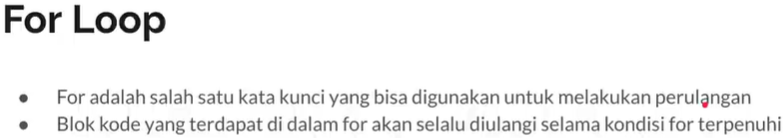 For Loop
• For adalah salah satu kata kunci yang bisa digunakan untuk melakukan perulangan
• Blok kode yang terdapat di dalam for akan selalu diulangi selama kondisi for terpenuhi